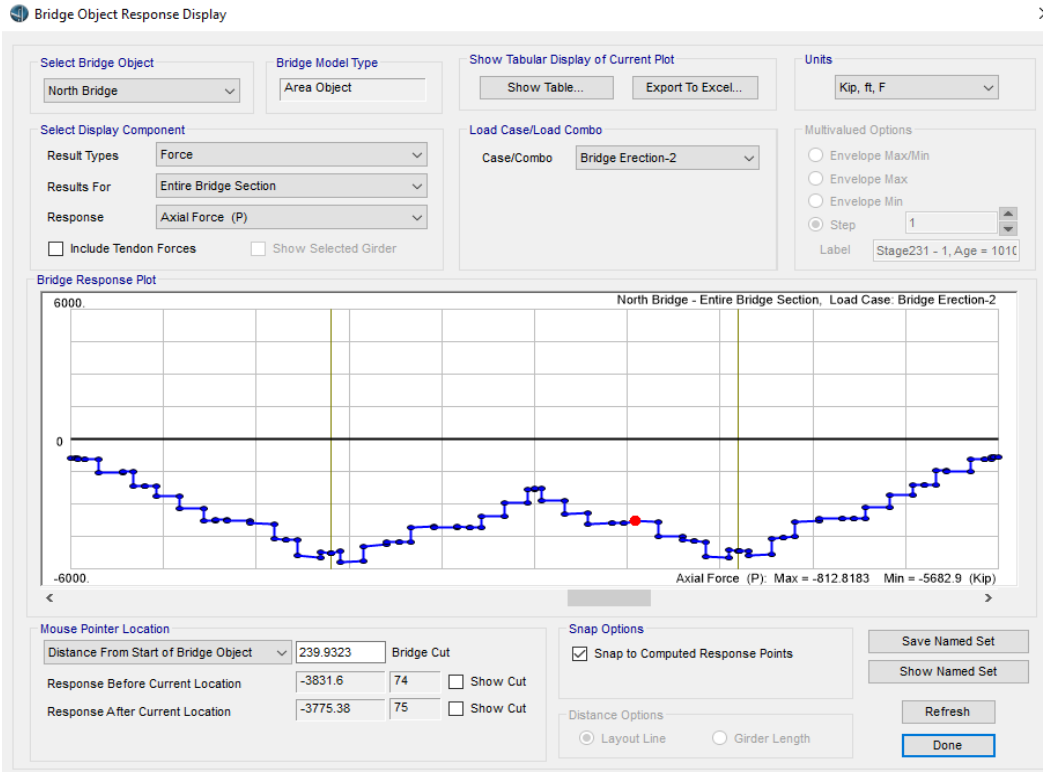 Bridge Object Response Display
Select Bridge Object
North Bridge
Bridge Model Type
Area Object
Show Tabular Display of Current Plot
Show Table...
Export To Excel...
Units
Kip, ft, F
Select Display Component
Result Types
Force
Results For
Entire Bridge Section
Response
Axial Force (P)
Include Tendon Forces
Show Selected Girder
Load Case/Load Combo
Case/Combo
Bridge Erection-2
Multivalued Options
Envelope Max/Min
Envelope Max
Envelope Min
Step
1
Label
Stage231 - 1, Age = 1010
Bridge Response Plot
6000.
North Bridge - Entire Bridge Section, Load Case: Bridge Erection-2
0
-6000.
Axial Force (P): Max = -812.8183 Min = -5682.9 (Kip)
Mouse Pointer Location
Distance From Start of Bridge Object
239.9323
Bridge Cut
Response Before Current Location
-3831.6
74
Show Cut
Response After Current Location
-3775.38
75
Show Cut
Snap Options
Snap to Computed Response Points
Distance Options
Layout Line
Girder Length
Save Named Set
Show Named Set
Refresh
Done